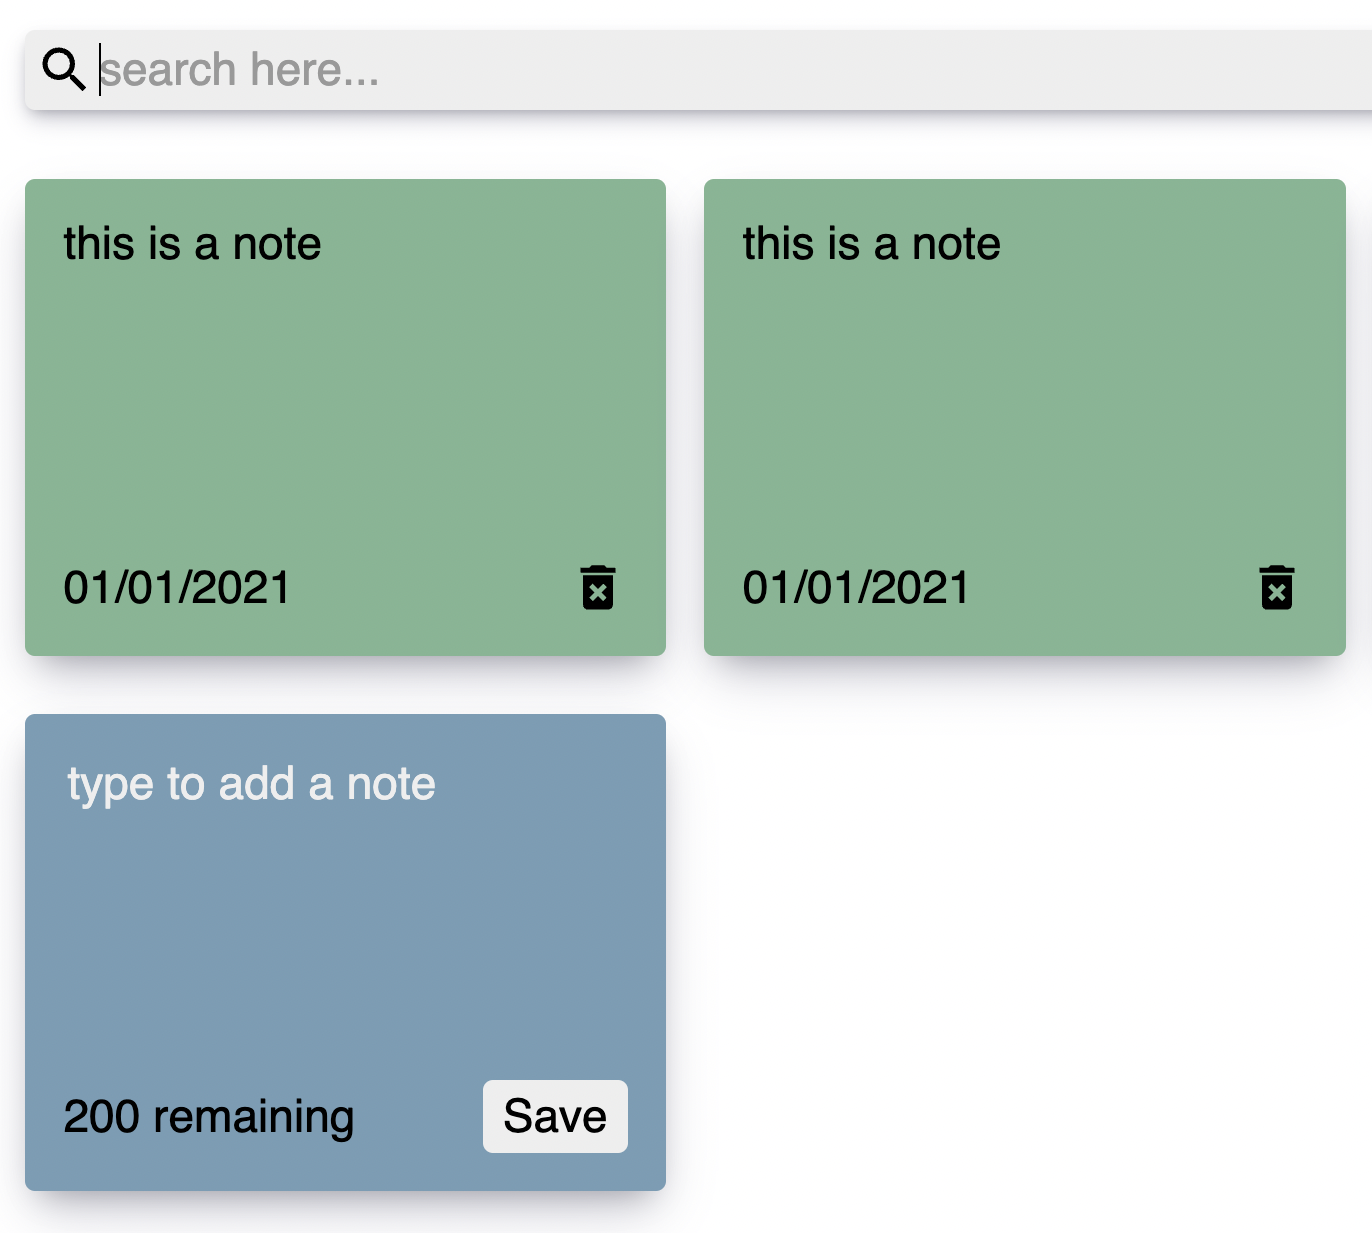 search here...
this is a note
this is a note
01/01/2021
01/01/2021
type to add a note
200 remaining
Save